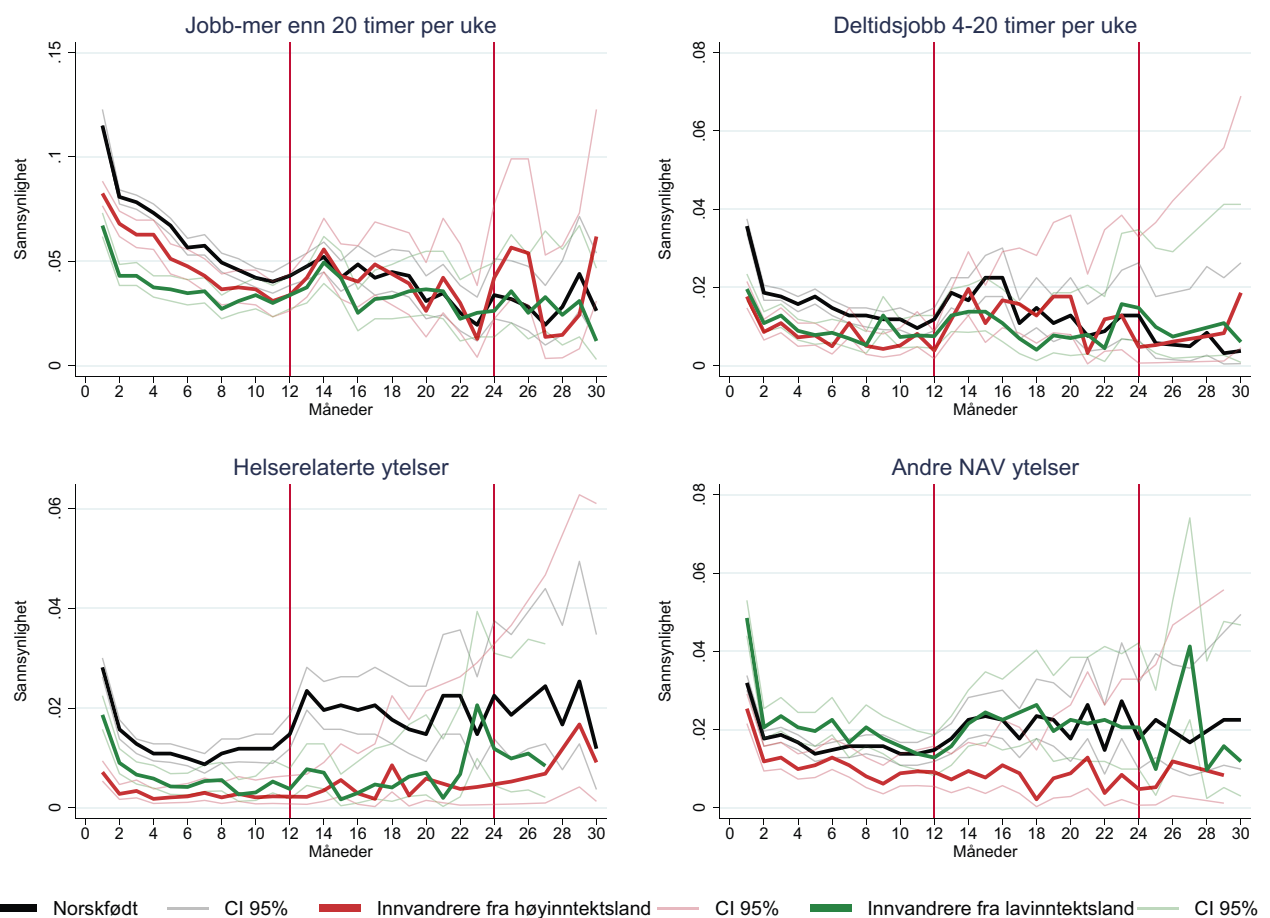 Jobb-mer enn 20 timer per uke
Sannsynlighet
.15
.1
.05
0
0 2 4 6 8 10 12 14 16 18 20 22 24 26 28 30
Måneder
Deltidsjobb 4-20 timer per uke
Sannsynlighet
.08
.06
.04
.02
0
0 2 4 6 8 10 12 14 16 18 20 22 24 26 28 30
Måneder
Helserelaterte ytelser
Sannsynlighet
.06
.04
.02
0
0 2 4 6 8 10 12 14 16 18 20 22 24 26 28 30
Måneder
Andre NAV ytelser
Sannsynlighet
.08
.06
.04
.02
0
0 2 4 6 8 10 12 14 16 18 20 22 24 26 28 30
Måneder
Norskfødt CI 95% Innvandrere fra høyinntektsland CI 95% Innvandrere fra lavinntektsland CI 95%